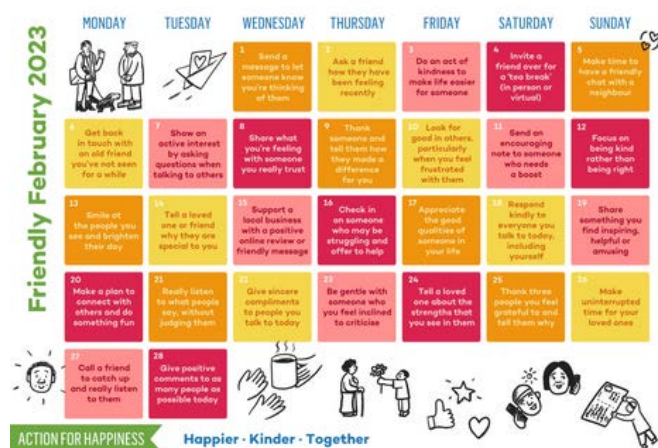 Friendly February 2023
MONDAY
TUESDAY
WEDNESDAY
THURSDAY
FRIDAY
SATURDAY
SUNDAY
1
Send a
message to let
someone know
you're thinking
of them
2
Ask a friend
how they have
been feeling
recently
3
Do an act of
kindness to
make life easier
for someone
4
Invite a
friend over for
a 'tea break'
(in person or
virtual)
5
Make time to
have a friendly
chat with a
neighbour
6
Get back
in touch with
an old friend
you've not seen
for a while
7
Show an
active interest
by asking
questions when
talking to others
8
Share what
you're feeling
with someone
you really trust
9
Thank
someone and
tell them how
they made a
difference
for you
10
Look for
good in others,
particularly
when you feel
frustrated
with them
11
Send an
encouraging
note to someone
who needs
a boost
12
Focus on
being kind
rather than
being right
13
Smile at
the people you
see and brighten
their day
14
Tell a loved
one or friend
why they are
special to you
15
Support a
local business
with a positive
online review or
friendly message
16
Check in
on someone
who may be
struggling and
offer to help
17
Appreciate
the good
qualities of
someone in
your life
18
Respond
kindly to
everyone you
talk to today,
including
yourself
19
Share
something you
find inspiring,
helpful or
amusing
20
Make a plan to
connect with
others and do
something fun
21
Really listen
to what people
say, without
judging them
22
Give sincere
compliments
to people you
talk to today
23
Be gentle with
someone who
you feel inclined
to criticise
24
Tell a loved
one about the
strengths that
you see in them
25
Thank three
people you feel
grateful to and
tell them why
26
Make
uninterrupted
time for your
loved ones
27
Call a friend
to catch up
and really listen
to them
28
Give positive
comments to as
many people as
possible today
ACTION FOR HAPPINESS
Happier · Kinder · Together